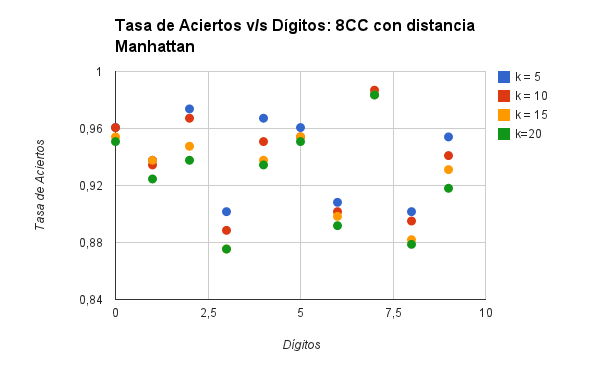 Tasa de Aciertos v/s Dígitos: 8CC con distancia
Manhattan
1
0,96
0,92
0,88
0,84
0
2,5
5
7,5
10
Tasa de Aciertos
Dígitos
k = 5
k = 10
k = 15
k=20